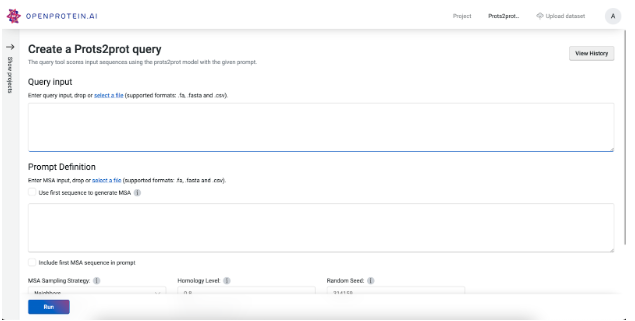 OPENPROTEIN.AI
Project
Prots2prot..
Upload dataset
A
Show projects
Create a Prots2prot query
View History
The query tool scores input sequences using the prots2prot model with the given prompt.
Query input
Enter query input, drop or select a file (supported formats: .fa, .fasta and .csv).
Prompt Definition
Enter MSA input, drop or select a file (supported formats: .fa, .fasta and .csv).
Use first sequence to generate MSA
Include first MSA sequence in prompt
MSA Sampling Strategy:
Homology Level:
Random Seed:
Neighbors
Run